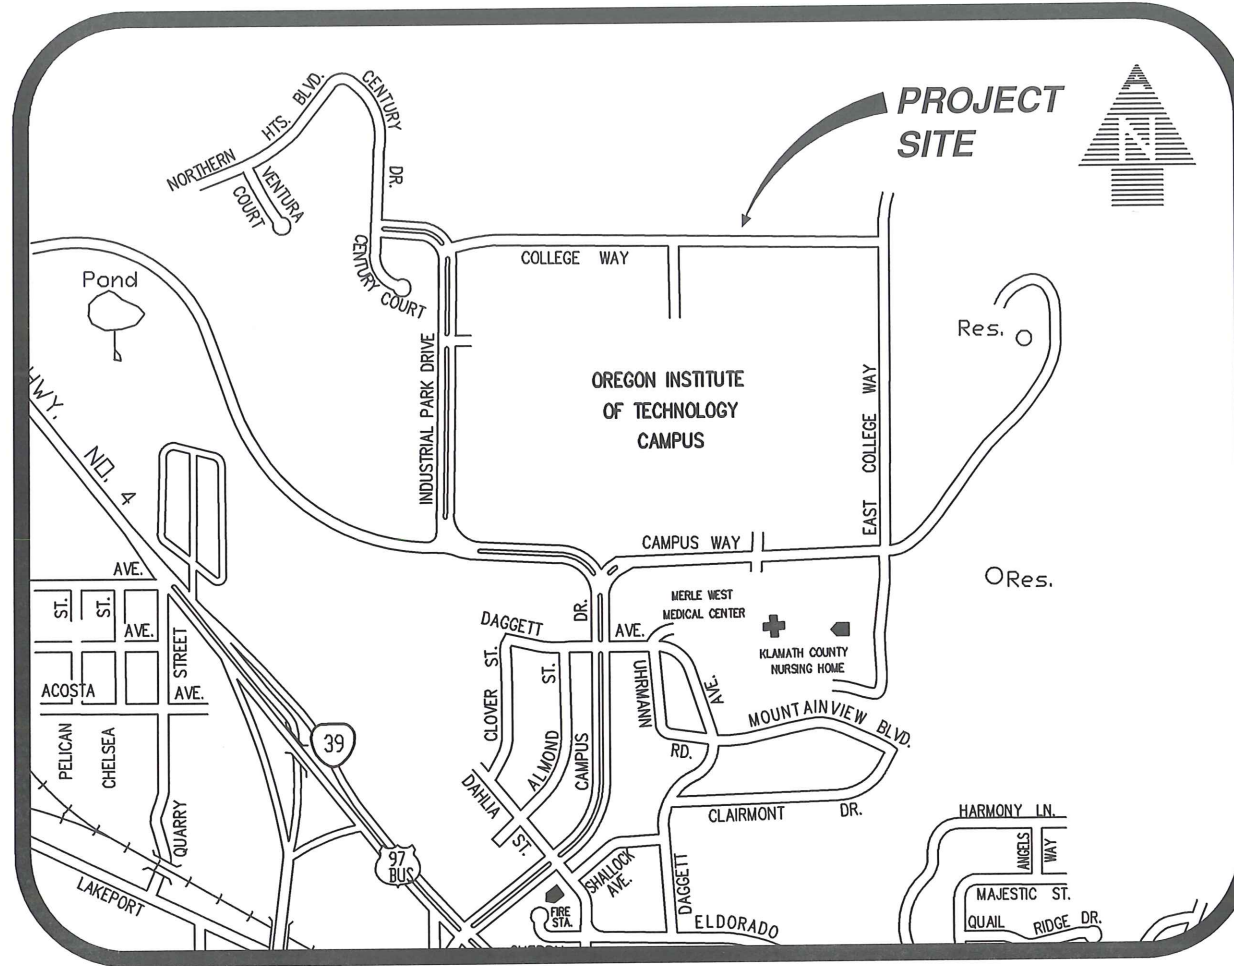 PROJECT
SITE
A
N
CENTURY
DR.
NORTHERN HTS. BLVD.
VENTURA
COURT
CENTURY COURT
COLLEGE WAY
Pond
INDUSTRIAL PARK DRIVE
OREGON INSTITUTE
OF TECHNOLOGY
CAMPUS
EAST COLLEGE WAY
Res.
HWY. NO. 4
CAMPUS WAY
Res.
AVE.
ST.
ST.
AVE.
STREET
ACOSTA
AVE.
PELICAN
CHELSEA
QUARRY
LAKEPORT
39
97
BUS
MERLE WEST
MEDICAL CENTER
KLAMATH COUNTY
NURSING HOME
DAGGETT
AVE.
DR.
CLOVER ST.
ALMOND
ST.
CAMPUS
UHRMANN
RD.
AVE.
MOUNTAINVIEW BLVD.
DAHLIA
ST.
CLAIRMONT DR.
SHALLOCK
AVE.
DAGGETT
FIRE
STA.
ELDORADO
HARMONY LN.
ANGELS
WAY
MAJESTIC ST.
QUAIL RIDGE DR.